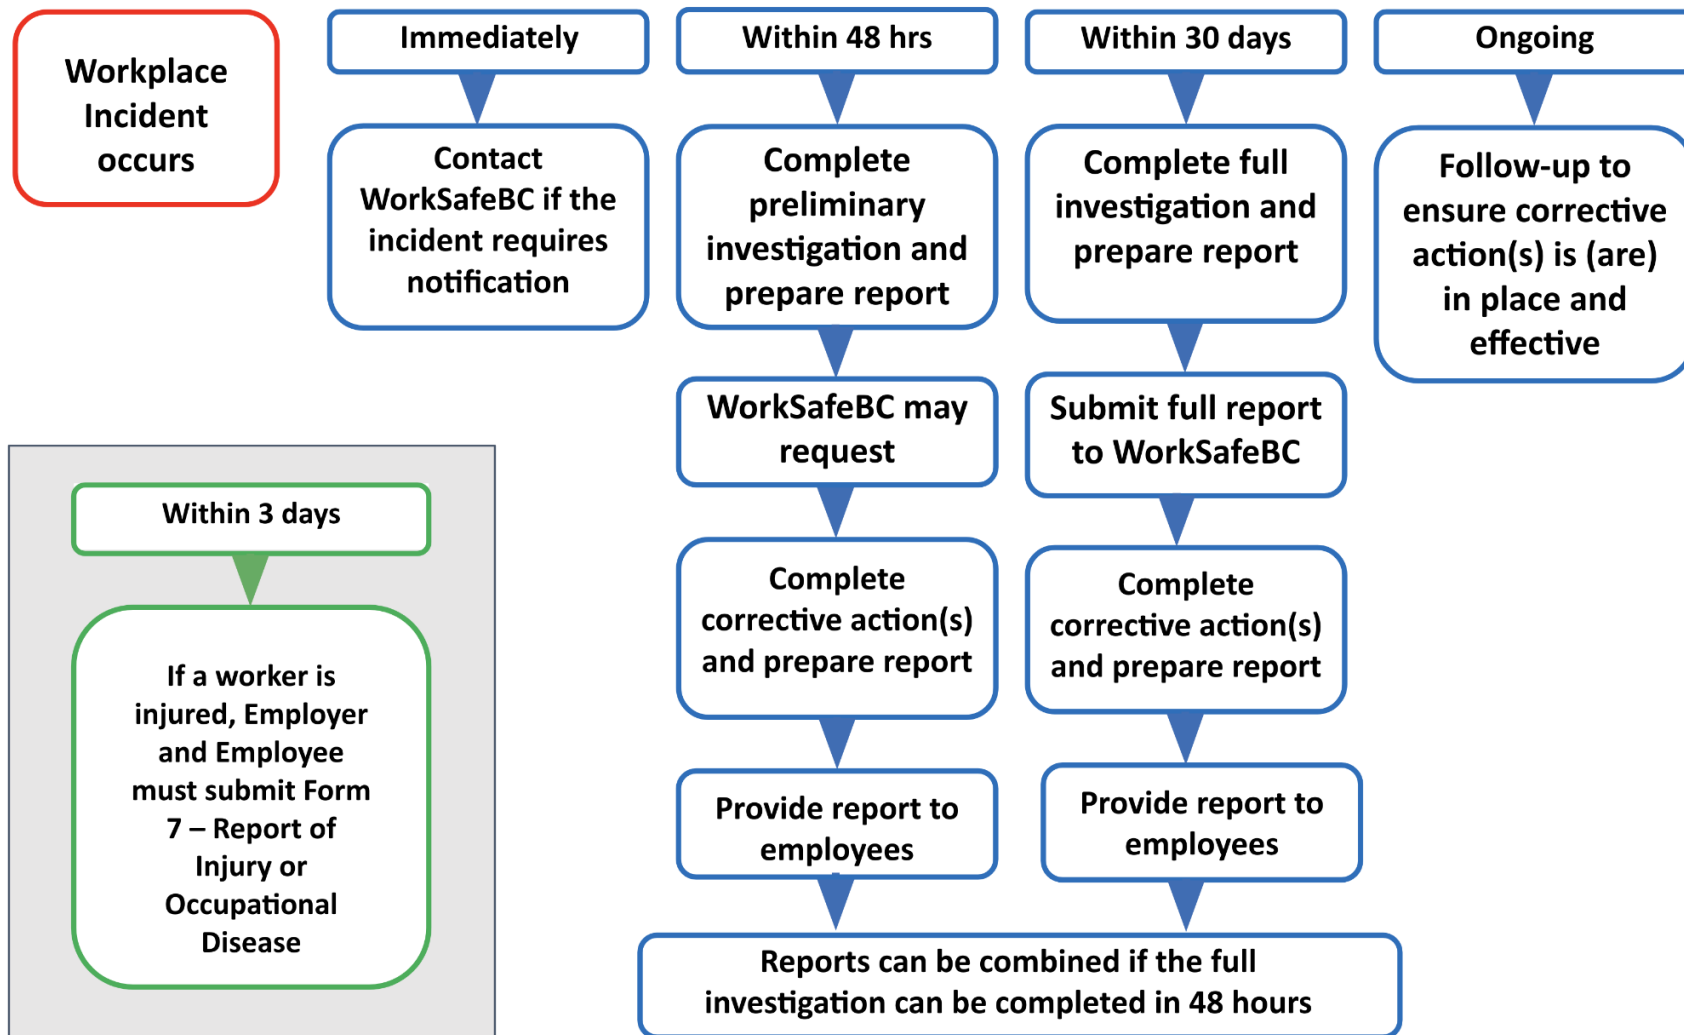 Workplace
Incident
occurs
Immediately
Contact
WorkSafeBC if the
incident requires
notification
Within 48 hrs
Complete
preliminary
investigation and
prepare report
WorkSafeBC may
request
Complete
corrective action(s)
and prepare report
Provide report to
employees
Within 30 days
Complete full
investigation and
prepare report
Submit full report
to WorkSafeBC
Complete
corrective action(s)
and prepare report
Provide report to
employees
Reports can be combined if the full
investigation can be completed in 48 hours
Ongoing
Follow-up to
ensure corrective
action(s) is (are)
in place and
effective
Within 3 days
If a worker is
injured, Employer
and Employee
must submit Form
7 – Report of
Injury or
Occupational
Disease